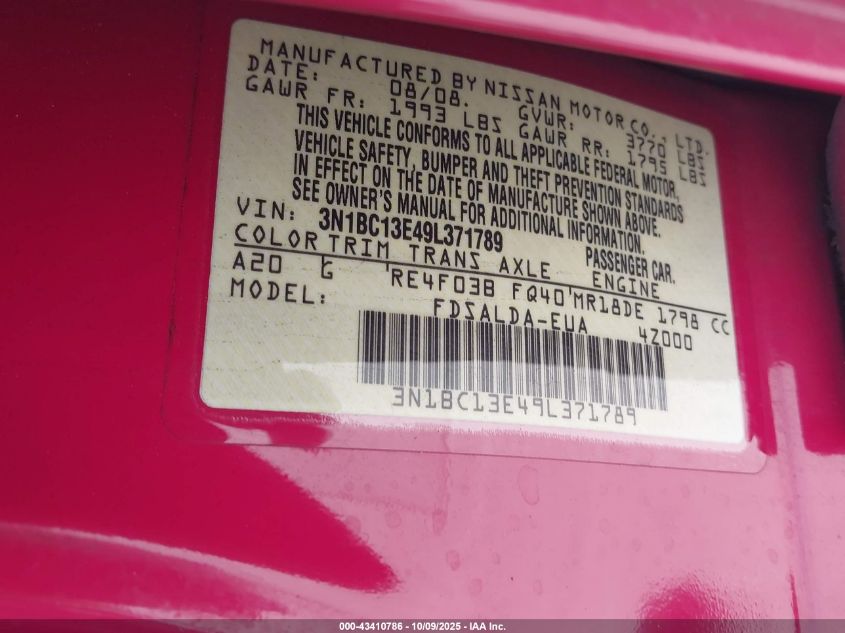 MANUFACTURED BY NISSAN MOTOR CO., LTD.
DATE: 08/08. GVWR: 3770 LBS
GAWR FR: 1993 LBS GAWR RR: 1795 LBS
THIS VEHICLE CONFORMS TO ALL APPLICABLE FEDERAL MOTOR,
VEHICLE SAFETY, BUMPER AND THEFT PREVENTION STANDARDS
IN EFFECT ON THE DATE OF MANUFACTURE SHOWN ABOVE.
SEE OWNER'S MANUAL FOR ADDITIONAL INFORMATION.
VIN: 3N1BC13E49L371789 PASSENGER CAR.
COLOR TRIM TRANS AXLE ENGINE
A20 G RE4F03B FQ40 MR18DE 1798 CC
MODEL: FDSALDA-EUA 4Z000
3N1BC13E49L371789
000-43410786 - 10/09/2025 - IAA Inc.